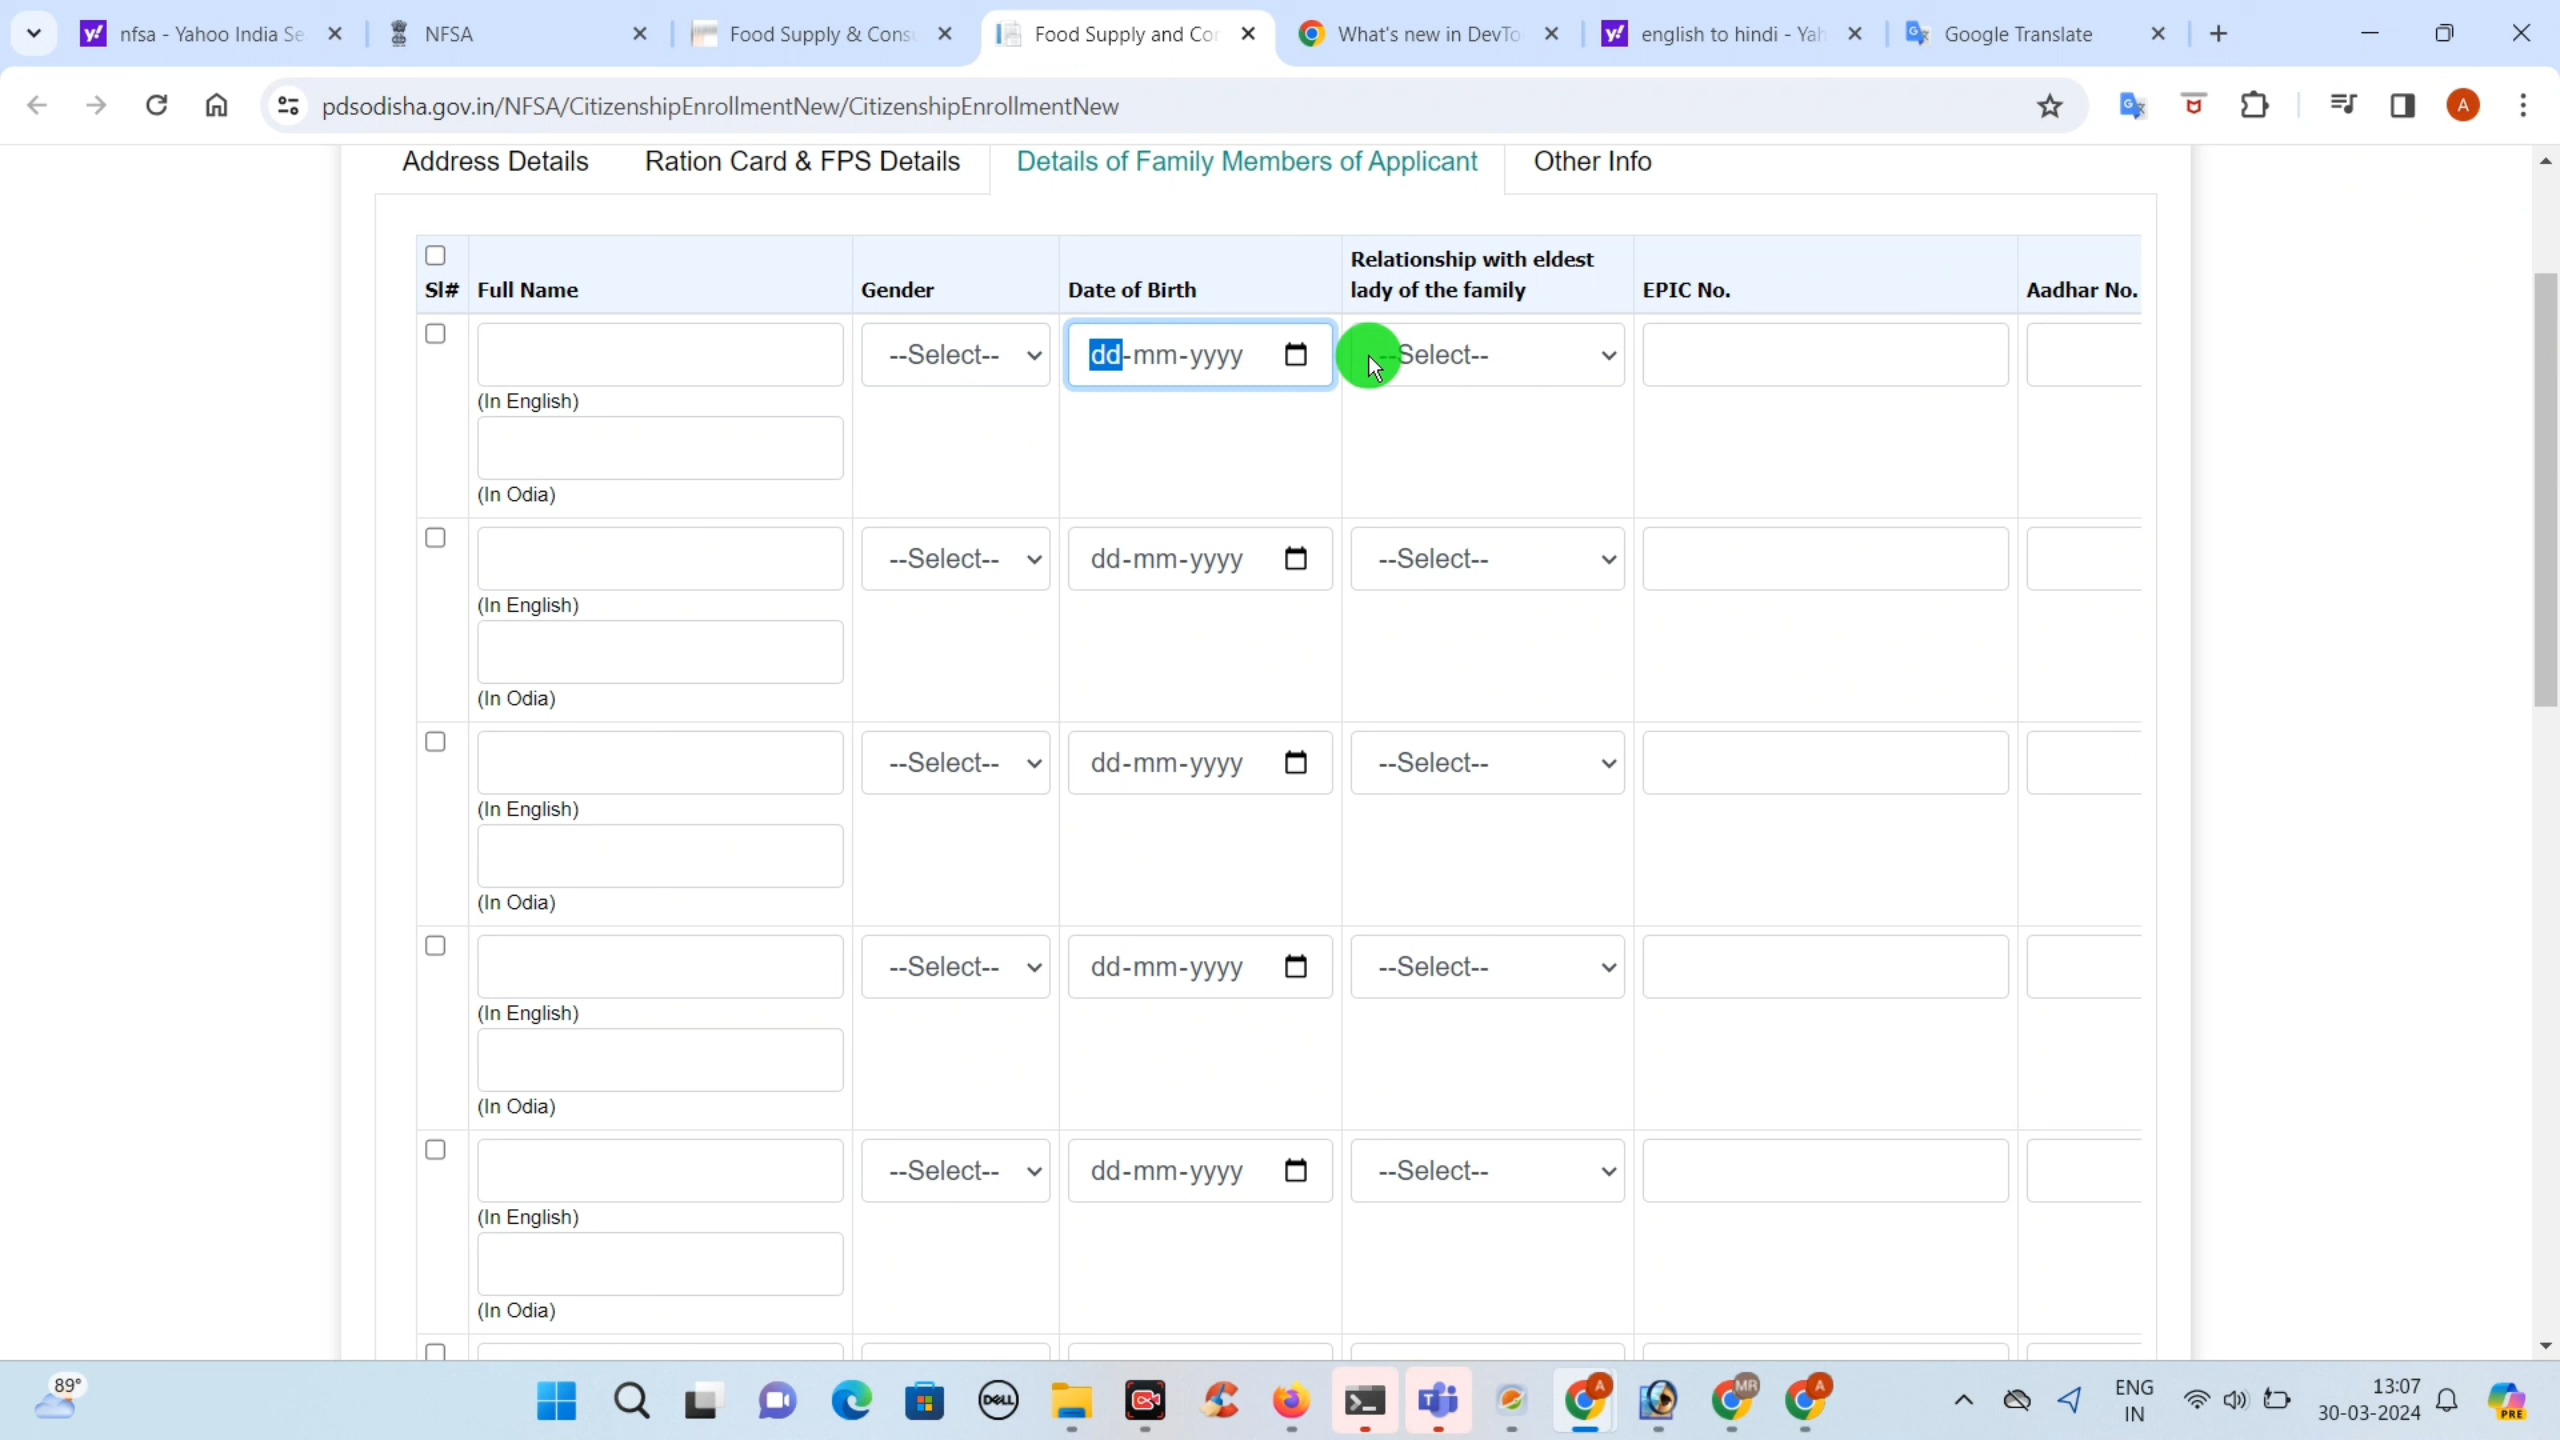 nfsa - Yahoo India Se
NFSA
Food Supply & Consu
Food Supply and Cor
What's new in DevTo
english to hindi - Yah
Google Translate
pdsodisha.gov.in/NFSA/CitizenshipEnrollmentNew/CitizenshipEnrollmentNew
A
Address Details
Ration Card & FPS Details
Details of Family Members of Applicant
Other Info
Sl#
Full Name
Gender
Date of Birth
Relationship with eldest
lady of the family
EPIC No.
Aadhar No.
--Select--
dd-mm-yyyy
--Select--
(In English)
(In Odia)
--Select--
dd-mm-yyyy
--Select--
(In English)
(In Odia)
--Select--
dd-mm-yyyy
--Select--
(In English)
(In Odia)
--Select--
dd-mm-yyyy
--Select--
(In English)
(In Odia)
--Select--
dd-mm-yyyy
--Select--
(In English)
(In Odia)
89°
DELL
A
MR
A
ENG
IN
13:07
30-03-2024
PRE